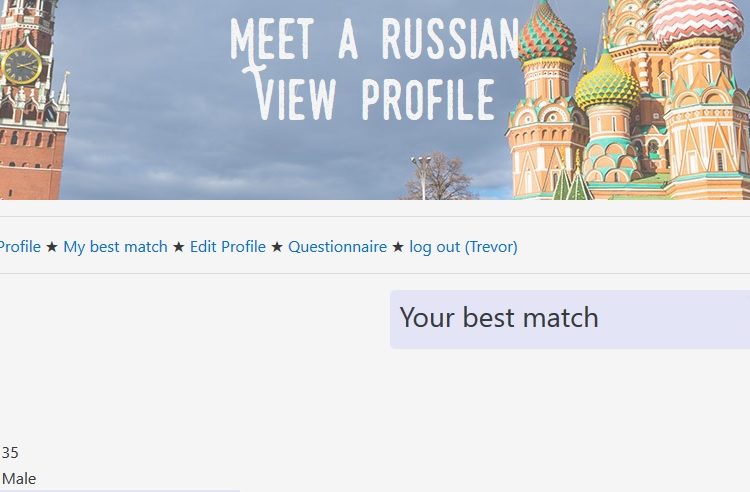 MEET A RUSSIAN
VIEW PROFILE
Profile ★ My best match ★ Edit Profile ★ Questionnaire ★ log out (Trevor)
Your best match
35
Male